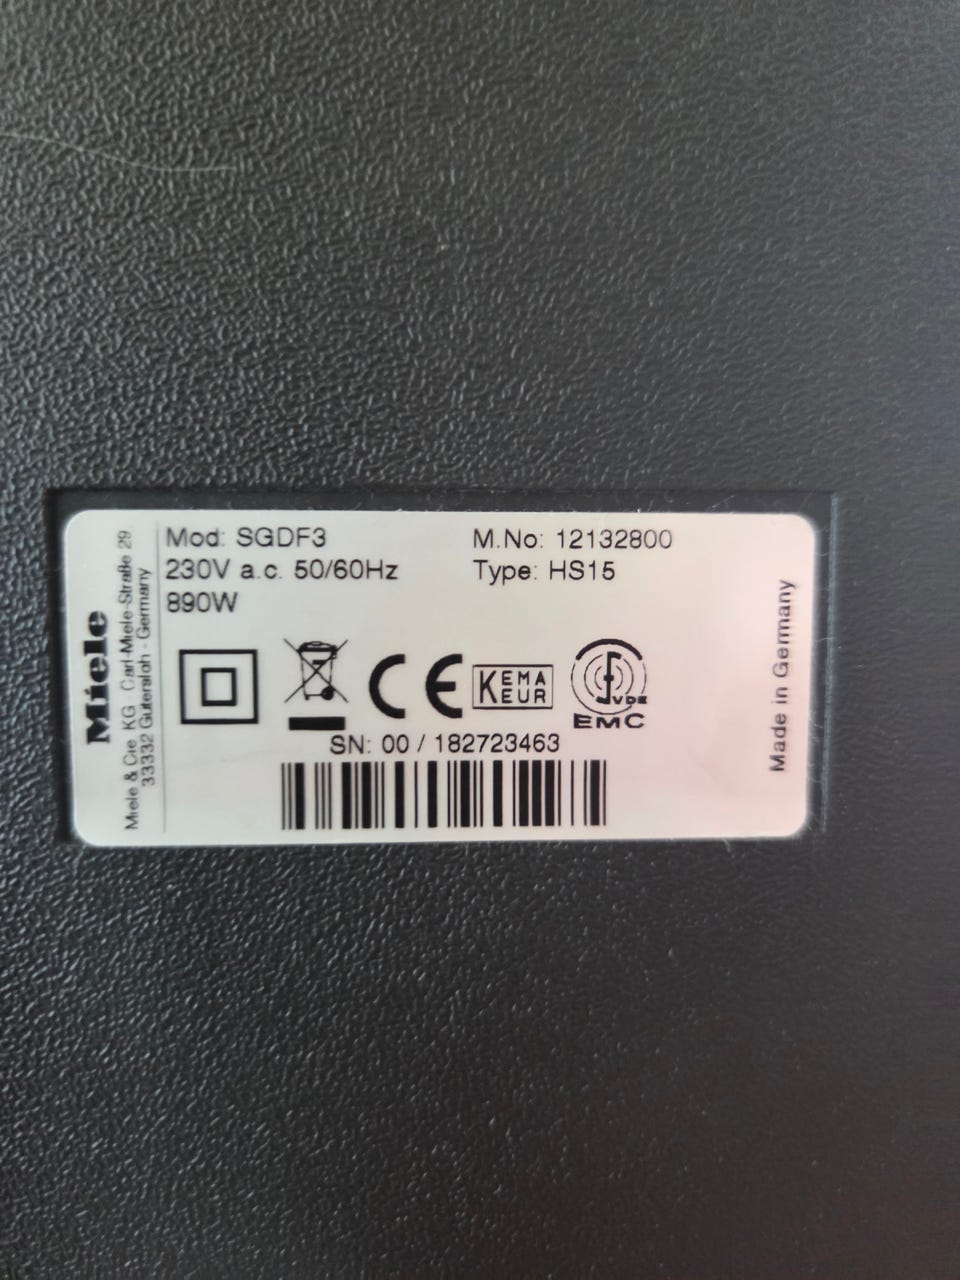 Miele
Miele & Cie KG Carl-Miele-Straße 29
33332 Gütersloh - Germany
Mod: SGDF3
M.No: 12132800
230V a.c. 50/60Hz
Type: HS15
890W
CE
KEMA
KEUR
VDE
EMC
SN: 00 / 182723463
Made in Germany